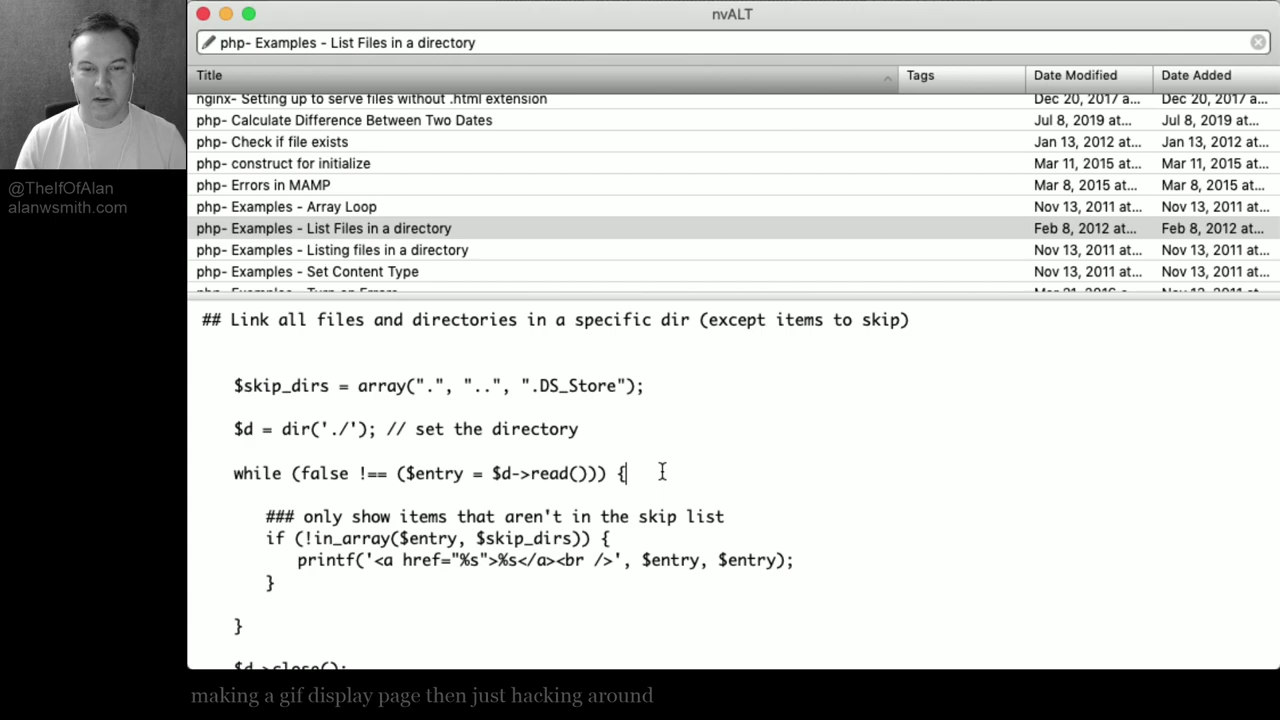 nvALT
php- Examples - List Files in a directory
Title Tags Date Modified Date Added
nginx- Setting up to serve files without .html extension Dec 20, 2017 a... Dec 20, 2017 a...
php- Calculate Difference Between Two Dates Jul 8, 2019 at... Jul 8, 2019 at...
php- Check if file exists Jan 13, 2012 at... Jan 13, 2012 at...
php- construct for initialize Mar 11, 2015 at... Mar 11, 2015 at...
php- Errors in MAMP Mar 8, 2015 at... Mar 8, 2015 at...
php- Examples - Array Loop Nov 13, 2011 at... Nov 13, 2011 at...
php- Examples - List Files in a directory Feb 8, 2012 at... Feb 8, 2012 at...
php- Examples - Listing files in a directory Nov 13, 2011 at... Nov 13, 2011 at...
php- Examples - Set Content Type Nov 13, 2011 at... Nov 13, 2011 at...
php- Examples - Turn on Errors
## Link all files and directories in a specific dir (except items to skip)
$skip_dirs = array(".", "..", ".DS_Store");
$d = dir('./'); // set the directory
while (false !== ($entry = $d->read())) {
### only show items that aren't in the skip list
if (!in_array($entry, $skip_dirs)) {
printf('<a href="%s">%s</a><br />', $entry, $entry);
}
}
$d->close();
@TheIfOfAlan
alanwsmith.com
making a gif display page then just hacking around